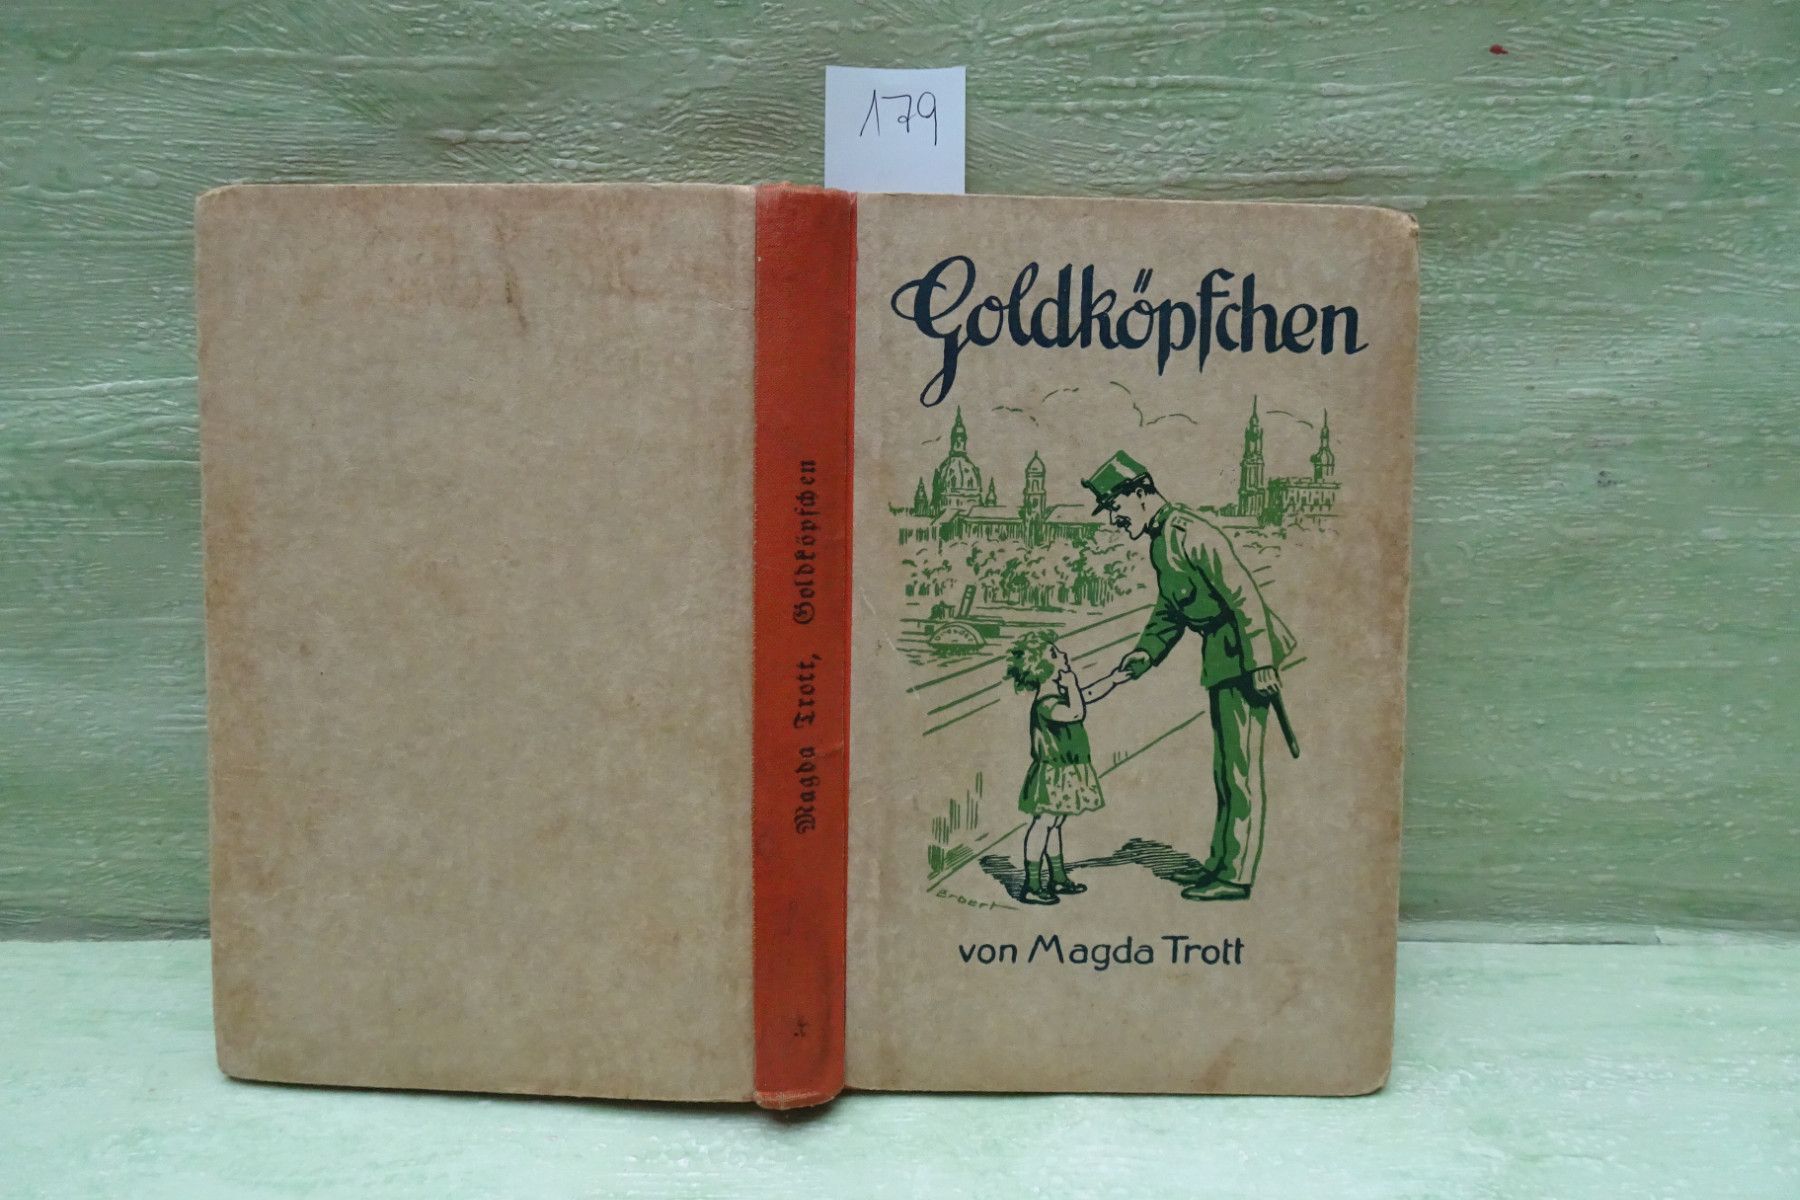 179
Goldköpfchen
von Magda Trott
Magda Trott, Goldköpfchen